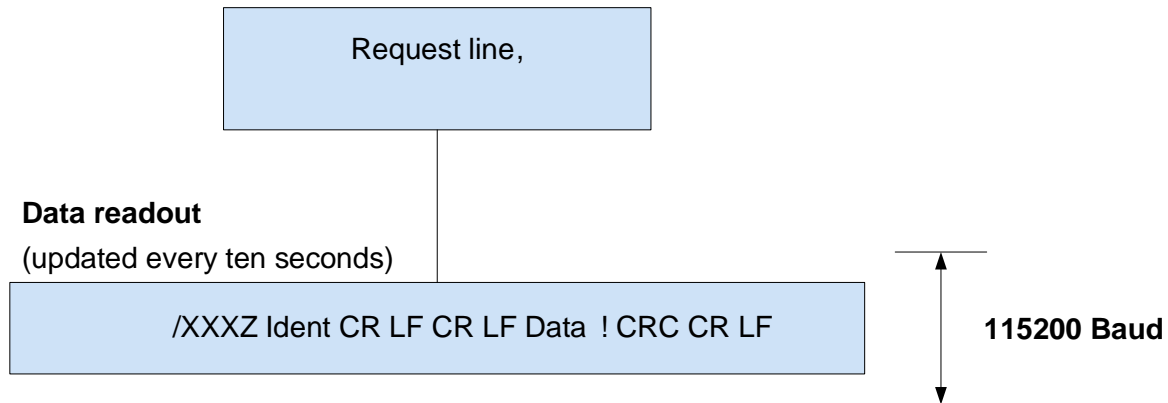 Request line,
Data readout
(updated every ten seconds)
/XXXZ Ident CR LF CR LF Data ! CRC CR LF
115200 Baud